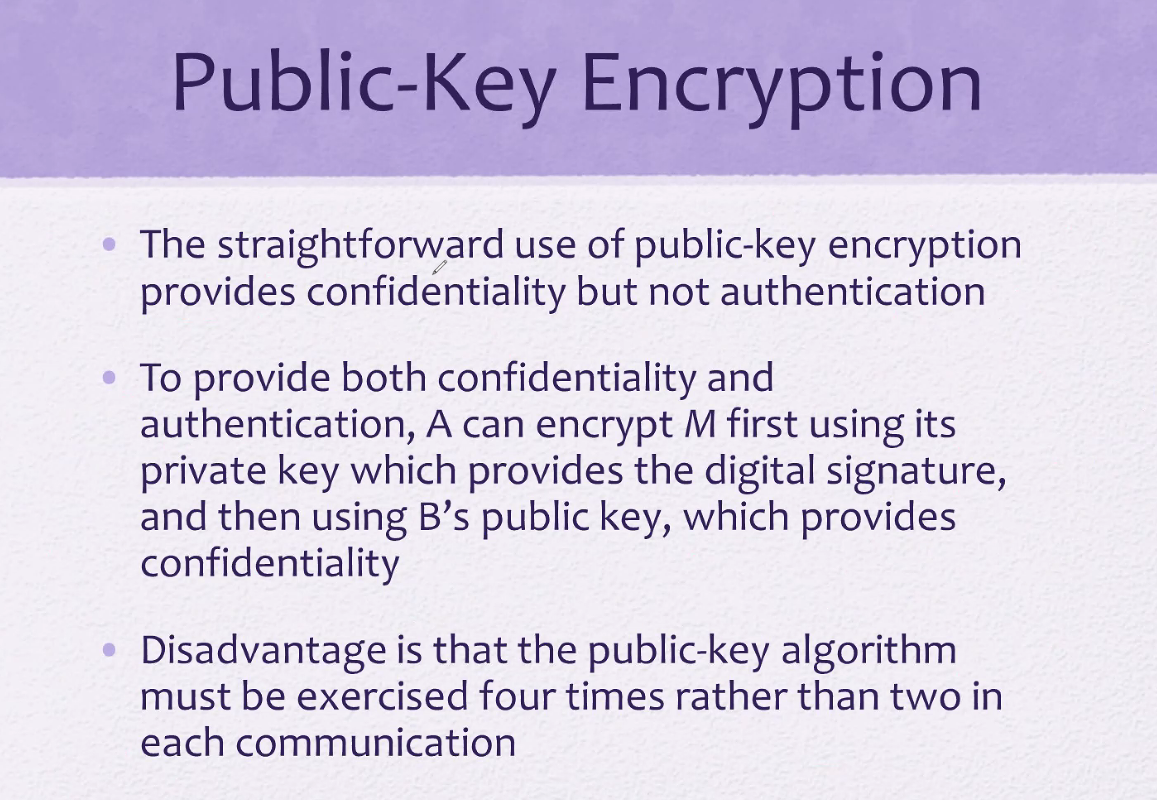 Public-Key Encryption
• The straightforward use of public-key encryption
provides confidentiality but not authentication
• To provide both confidentiality and
authentication, A can encrypt M first using its
private key which provides the digital signature,
and then using B’s public key, which provides
confidentiality
• Disadvantage is that the public-key algorithm
must be exercised four times rather than two in
each communication